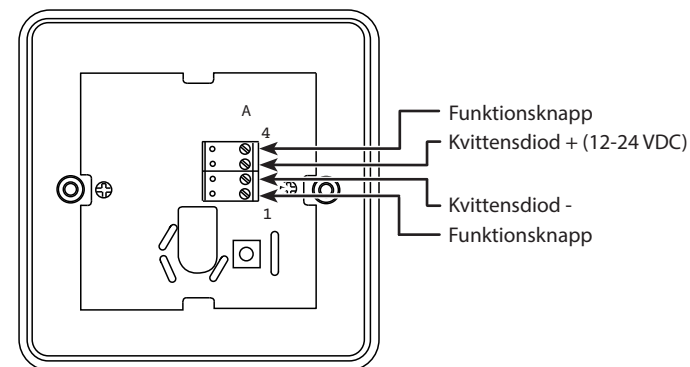 A
4
Funktionsknapp
Kvittensdiod + (12-24 VDC)
Kvittensdiod -
1
Funktionsknapp